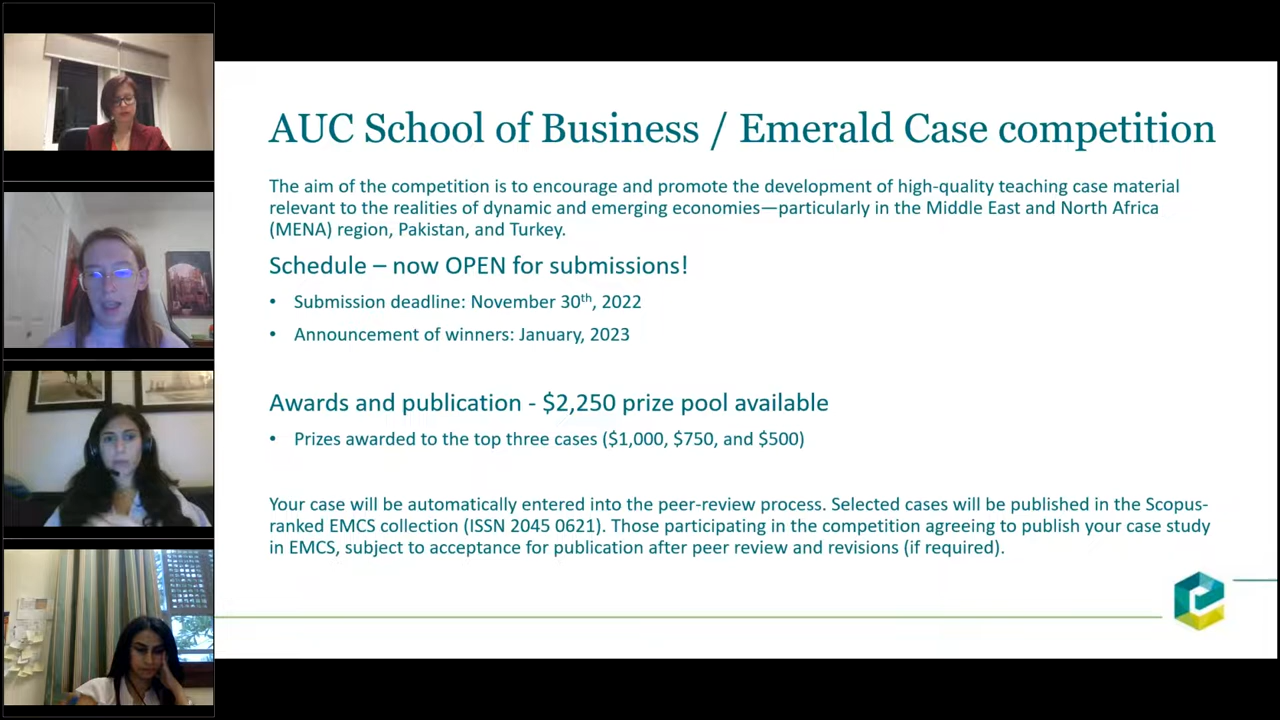 AUC School of Business / Emerald Case competition
The aim of the competition is to encourage and promote the development of high-quality teaching case material
relevant to the realities of dynamic and emerging economies—particularly in the Middle East and North Africa
(MENA) region, Pakistan, and Turkey.
Schedule – now OPEN for submissions!
• Submission deadline: November 30th, 2022
• Announcement of winners: January, 2023
Awards and publication - $2,250 prize pool available
• Prizes awarded to the top three cases ($1,000, $750, and $500)
Your case will be automatically entered into the peer-review process. Selected cases will be published in the Scopus-
ranked EMCS collection (ISSN 2045 0621). Those participating in the competition agreeing to publish your case study
in EMCS, subject to acceptance for publication after peer review and revisions (if required).